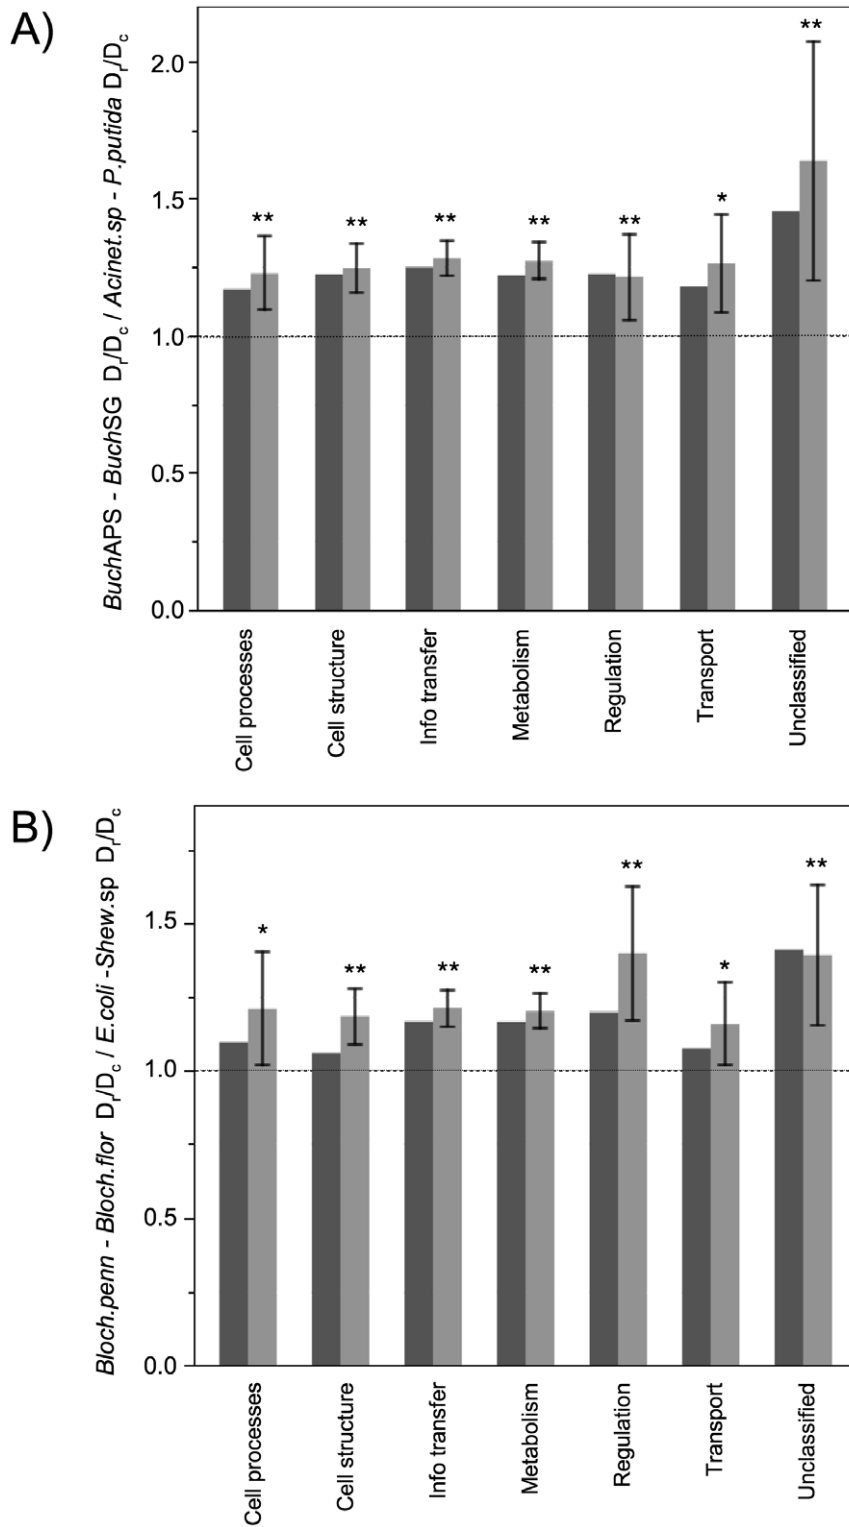 A)
BuchAPS - BuchSG Dr/Dc / Acinet.sp - P.putida Dr/Dc
2.0
1.5
1.0
0.5
0.0
** ** ** ** ** * **
Cell processes
Cell structure
Info transfer
Metabolism
Regulation
Transport
Unclassified
B)
Bloch.penn - Bloch.flor Dr/Dc / E.coli -Shew.sp Dr/Dc
1.5
1.0
0.5
0.0
* ** ** ** ** * **
Cell processes
Cell structure
Info transfer
Metabolism
Regulation
Transport
Unclassified